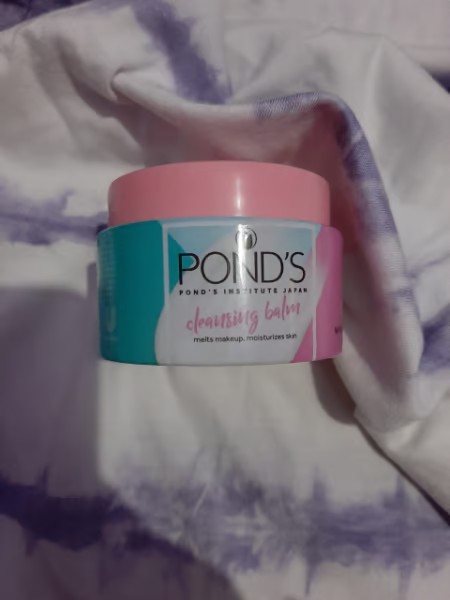 POND'S
POND'S INSTITUTE JAPAN
cleansing balm
melts makeup, moisturizes skin